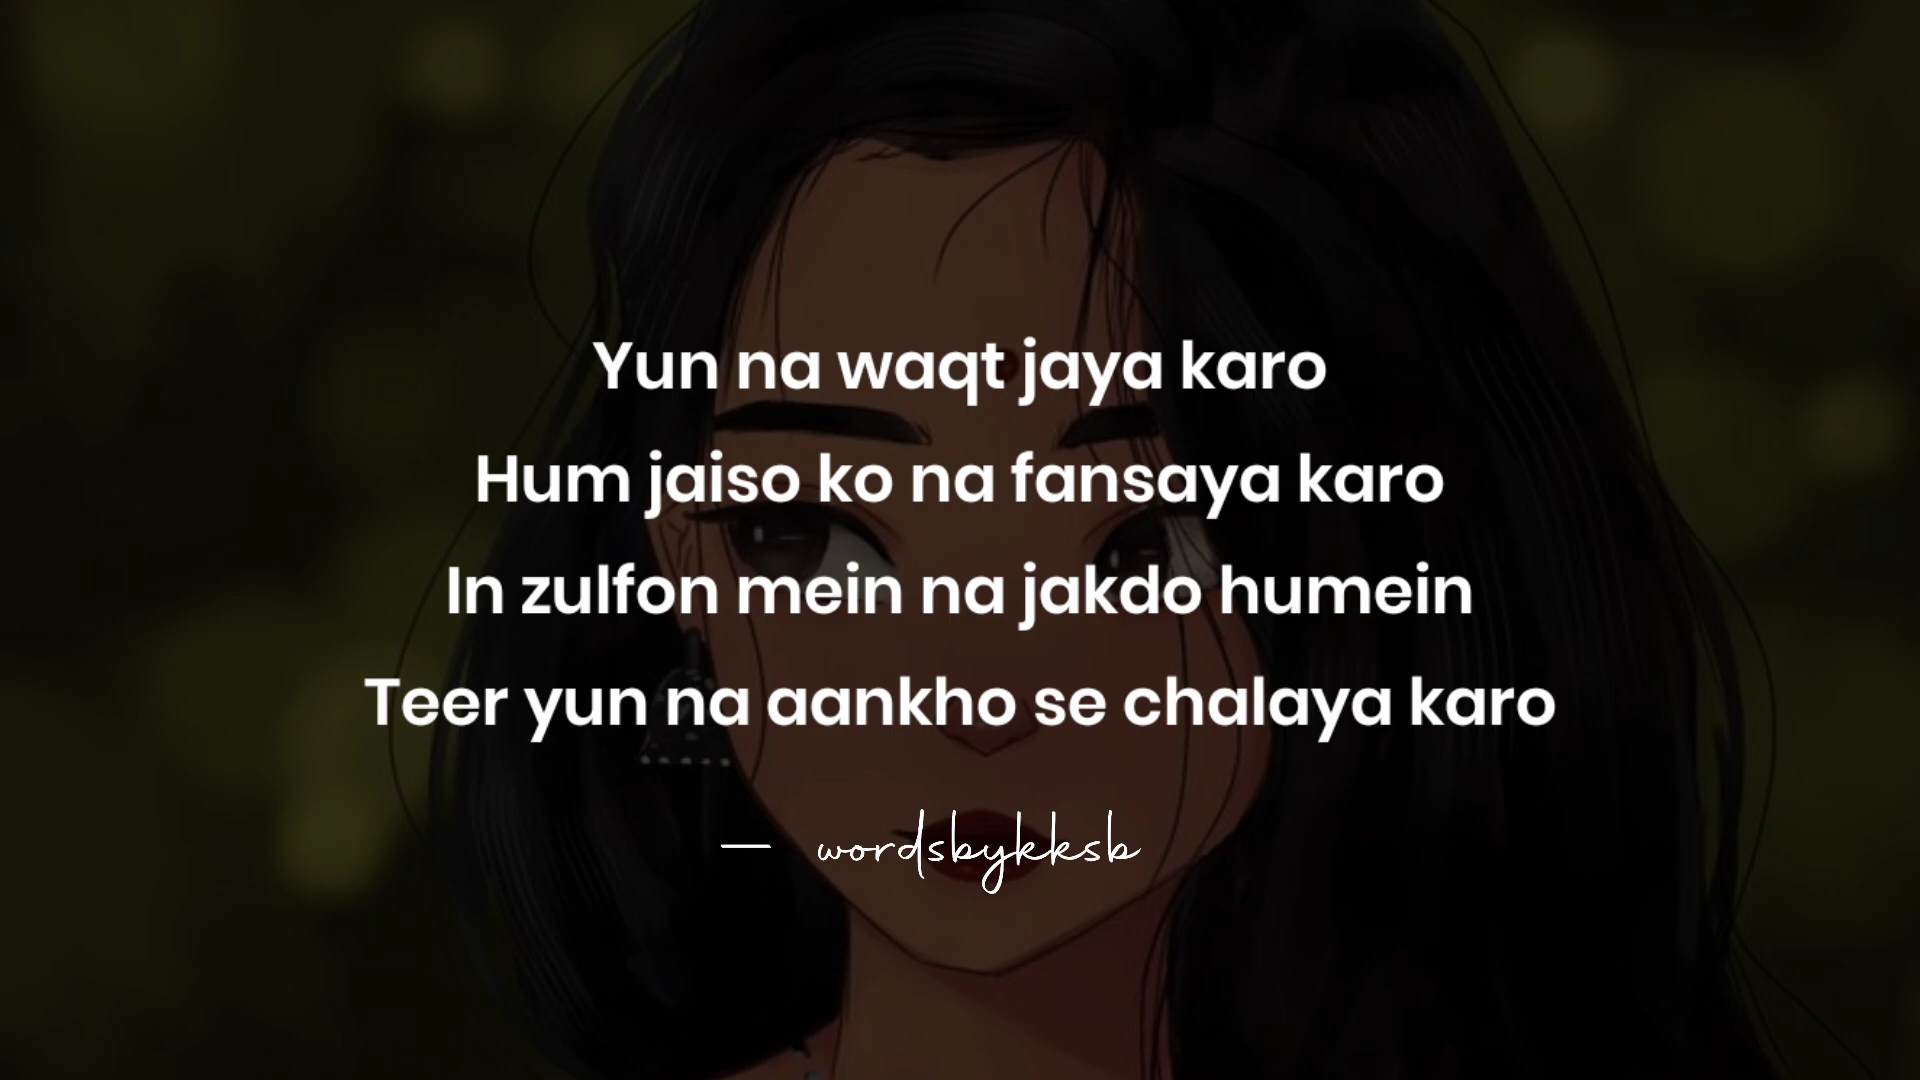 Yun na waqt jaya karo
Hum jaiso ko na fansaya karo
In zulfon mein na jakdo humein
Teer yun na aankho se chalaya karo
— wordsbykksb